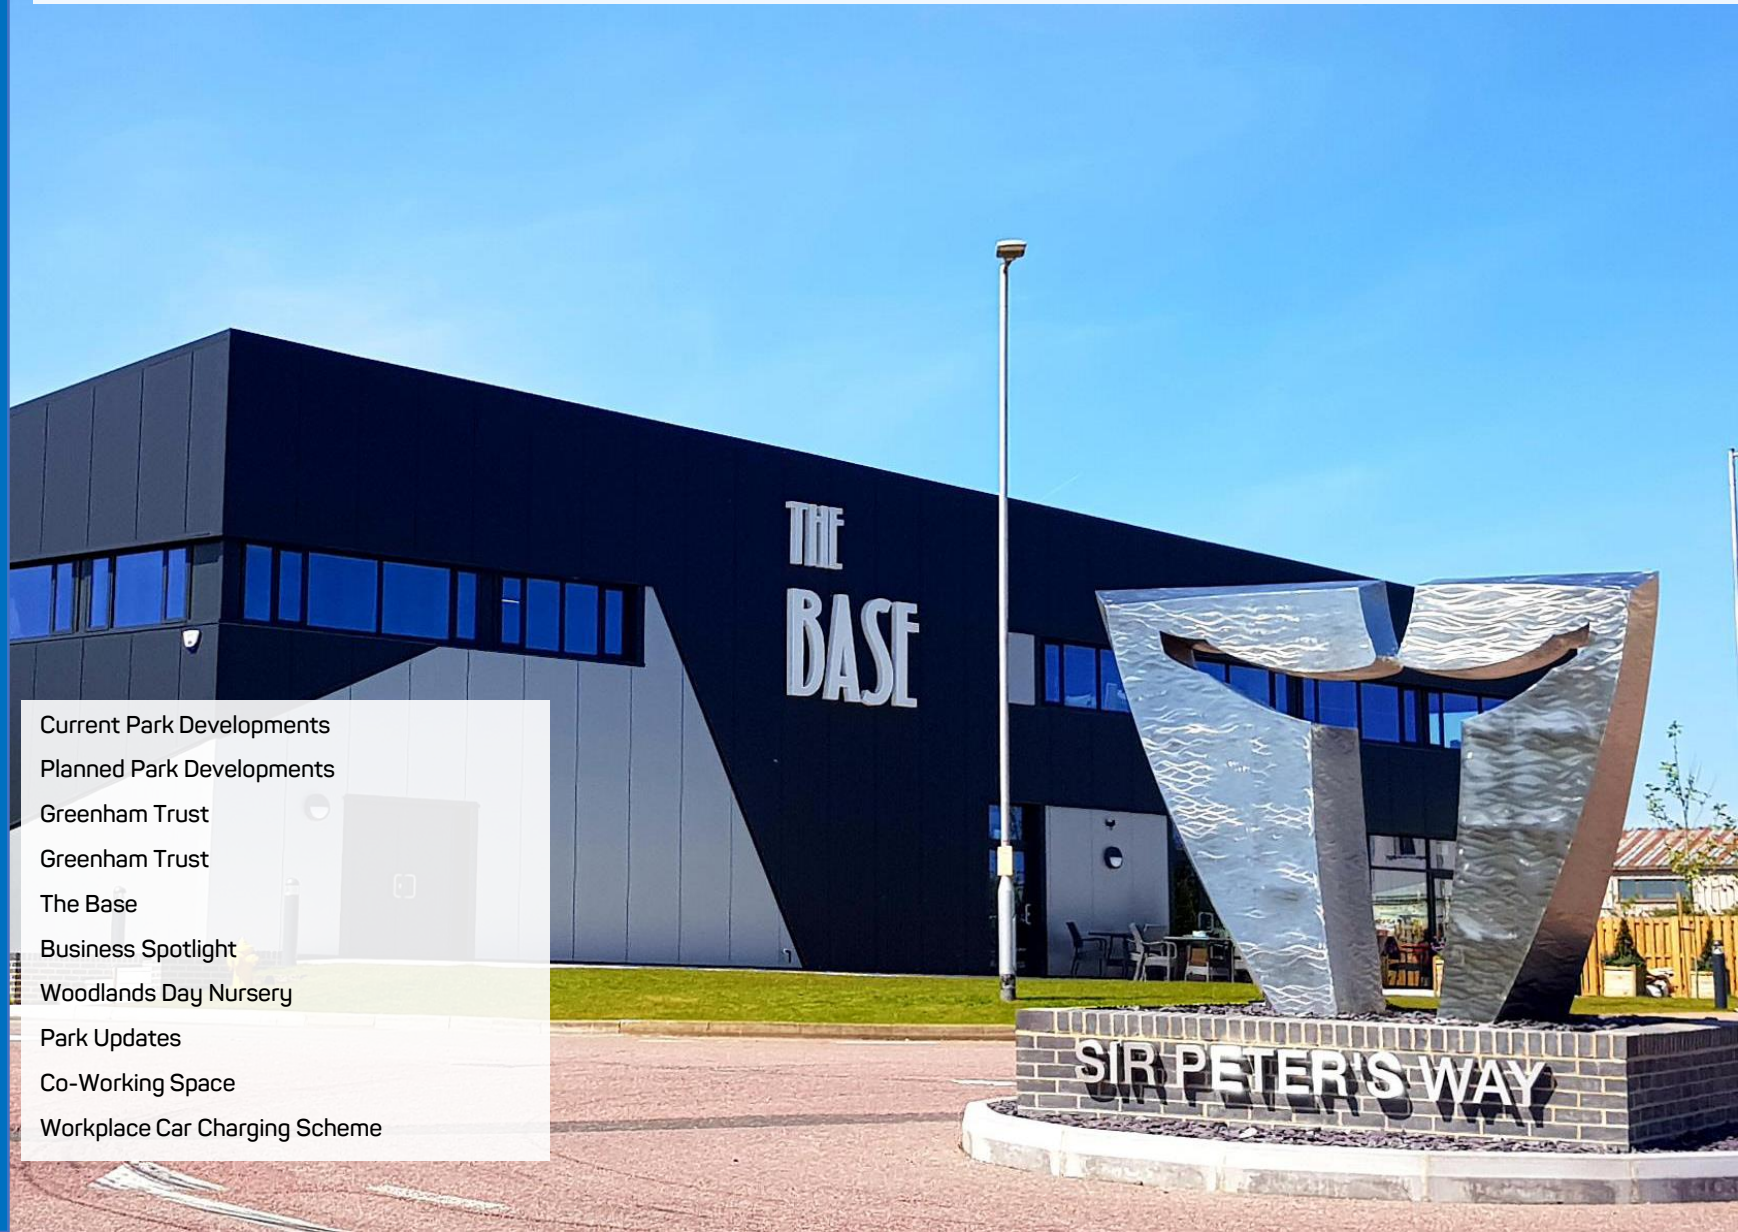 THE
BASE
Current Park Developments
Planned Park Developments
Greenham Trust
Greenham Trust
The Base
Business Spotlight
Woodlands Day Nursery
Park Updates
Co-Working Space
Workplace Car Charging Scheme
SIR PETER'S WAY